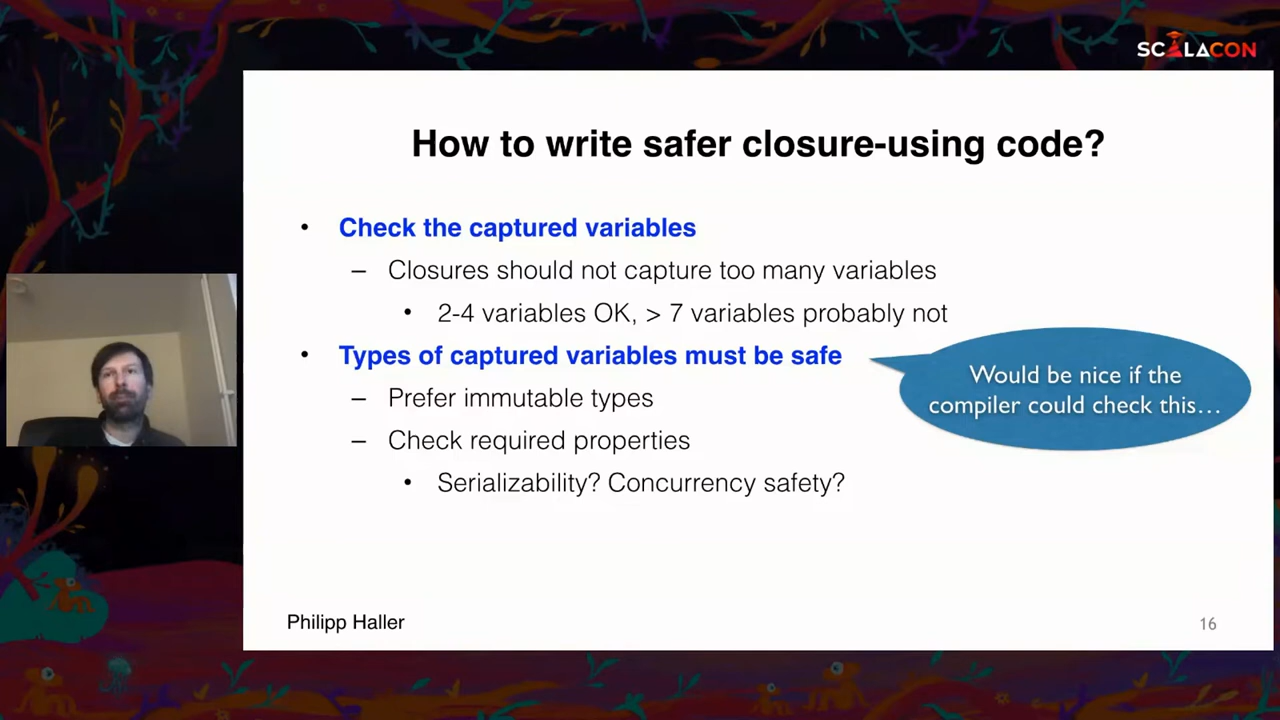 SCALACON
How to write safer closure-using code?
• Check the captured variables
– Closures should not capture too many variables
• 2-4 variables OK, > 7 variables probably not
• Types of captured variables must be safe
– Prefer immutable types
– Check required properties
• Serializability? Concurrency safety?
Would be nice if the
compiler could check this…
Philipp Haller
16